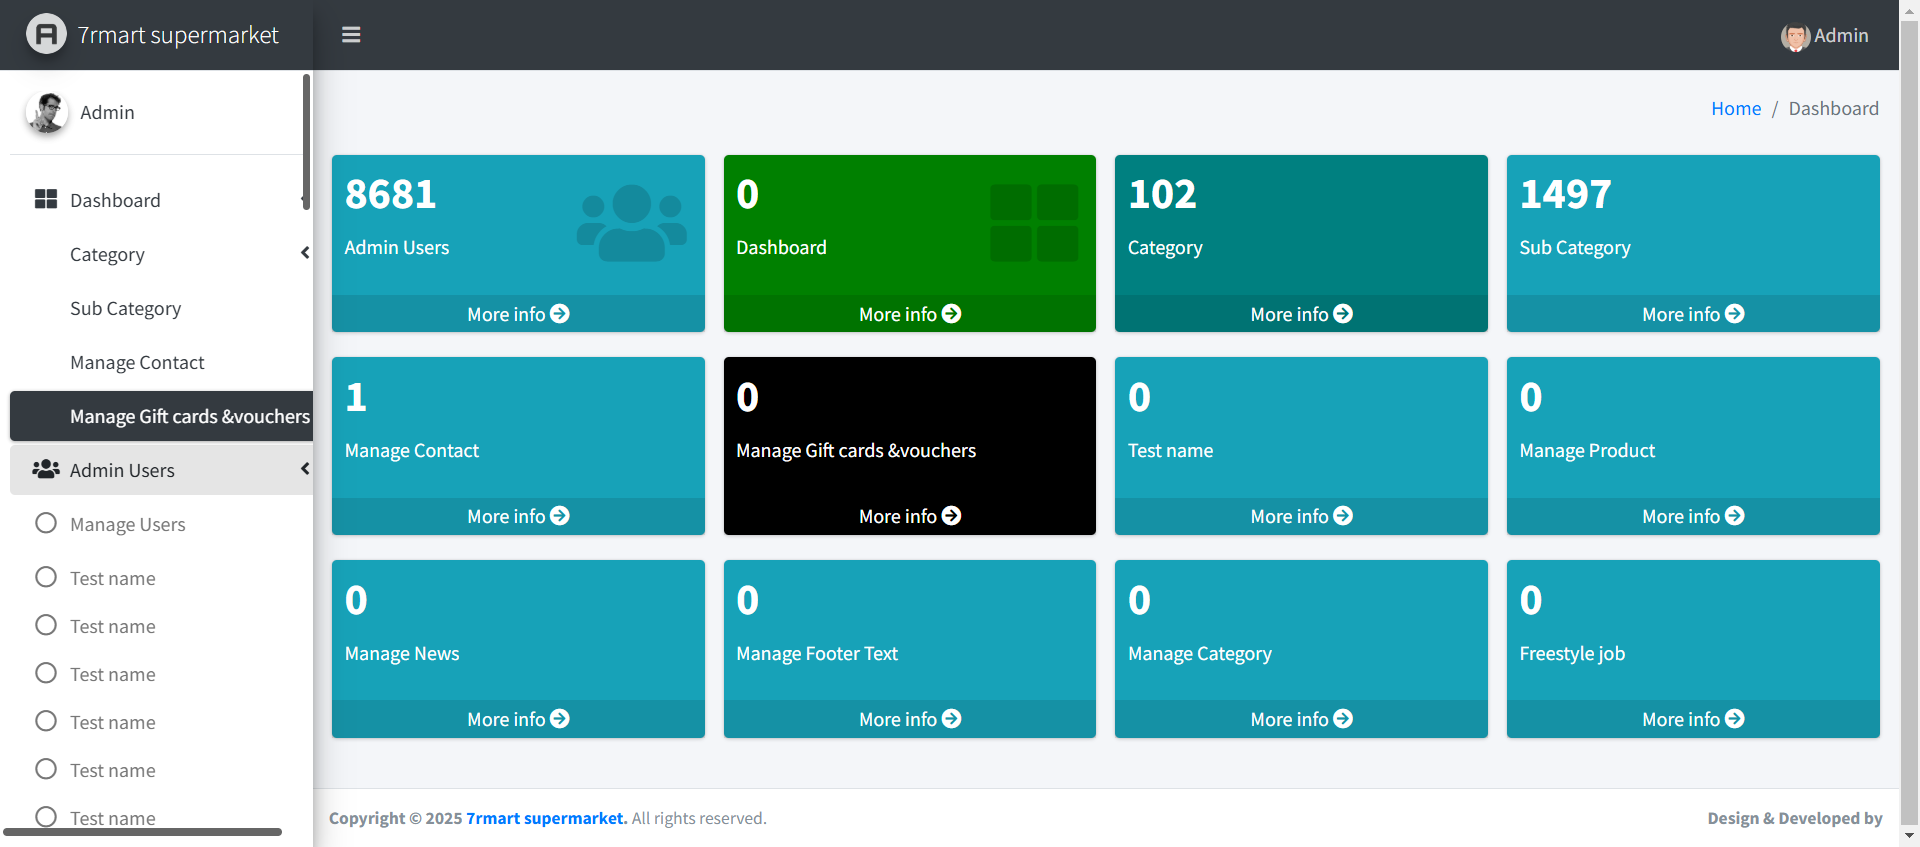 7rmart supermarket
Admin
Admin
Home / Dashboard
Dashboard
Category
Sub Category
Manage Contact
Manage Gift cards &vouchers
Admin Users
Manage Users
Test name
Test name
Test name
Test name
Test name
Test name
8681
Admin Users
More info
0
Dashboard
More info
102
Category
More info
1497
Sub Category
More info
1
Manage Contact
More info
0
Manage Gift cards &vouchers
More info
0
Test name
More info
0
Manage Product
More info
0
Manage News
More info
0
Manage Footer Text
More info
0
Manage Category
More info
0
Freestyle job
More info
Copyright © 2025 7rmart supermarket. All rights reserved.
Design & Developed by